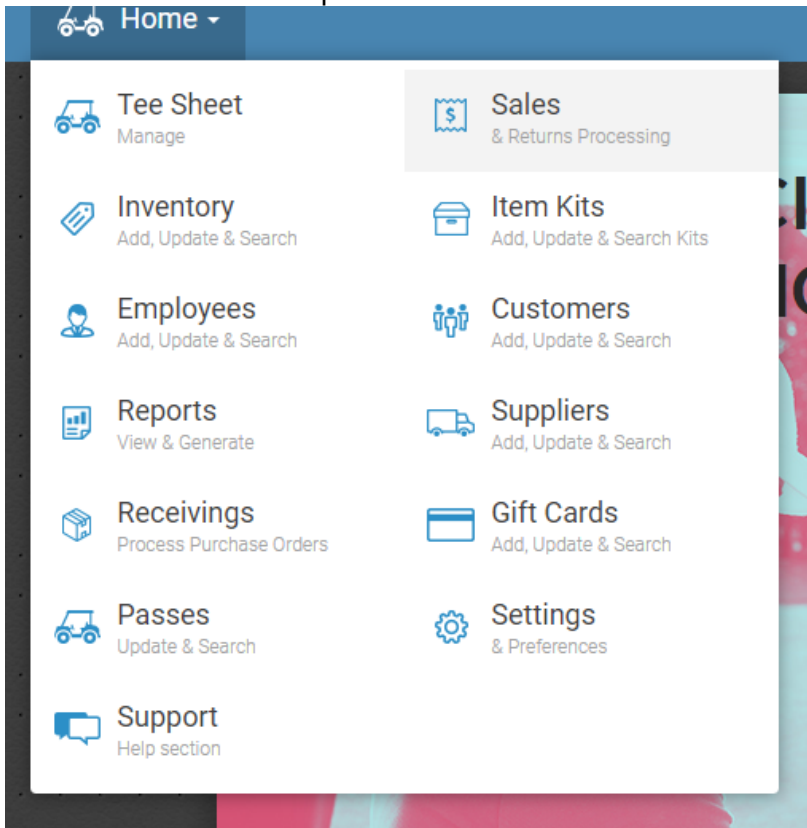 Home
Tee Sheet
Manage
Sales
& Returns Processing
Inventory
Add, Update & Search
Item Kits
Add, Update & Search Kits
Employees
Add, Update & Search
Customers
Add, Update & Search
Reports
View & Generate
Suppliers
Add, Update & Search
Receivings
Process Purchase Orders
Gift Cards
Add, Update & Search
Passes
Update & Search
Settings
& Preferences
Support
Help section